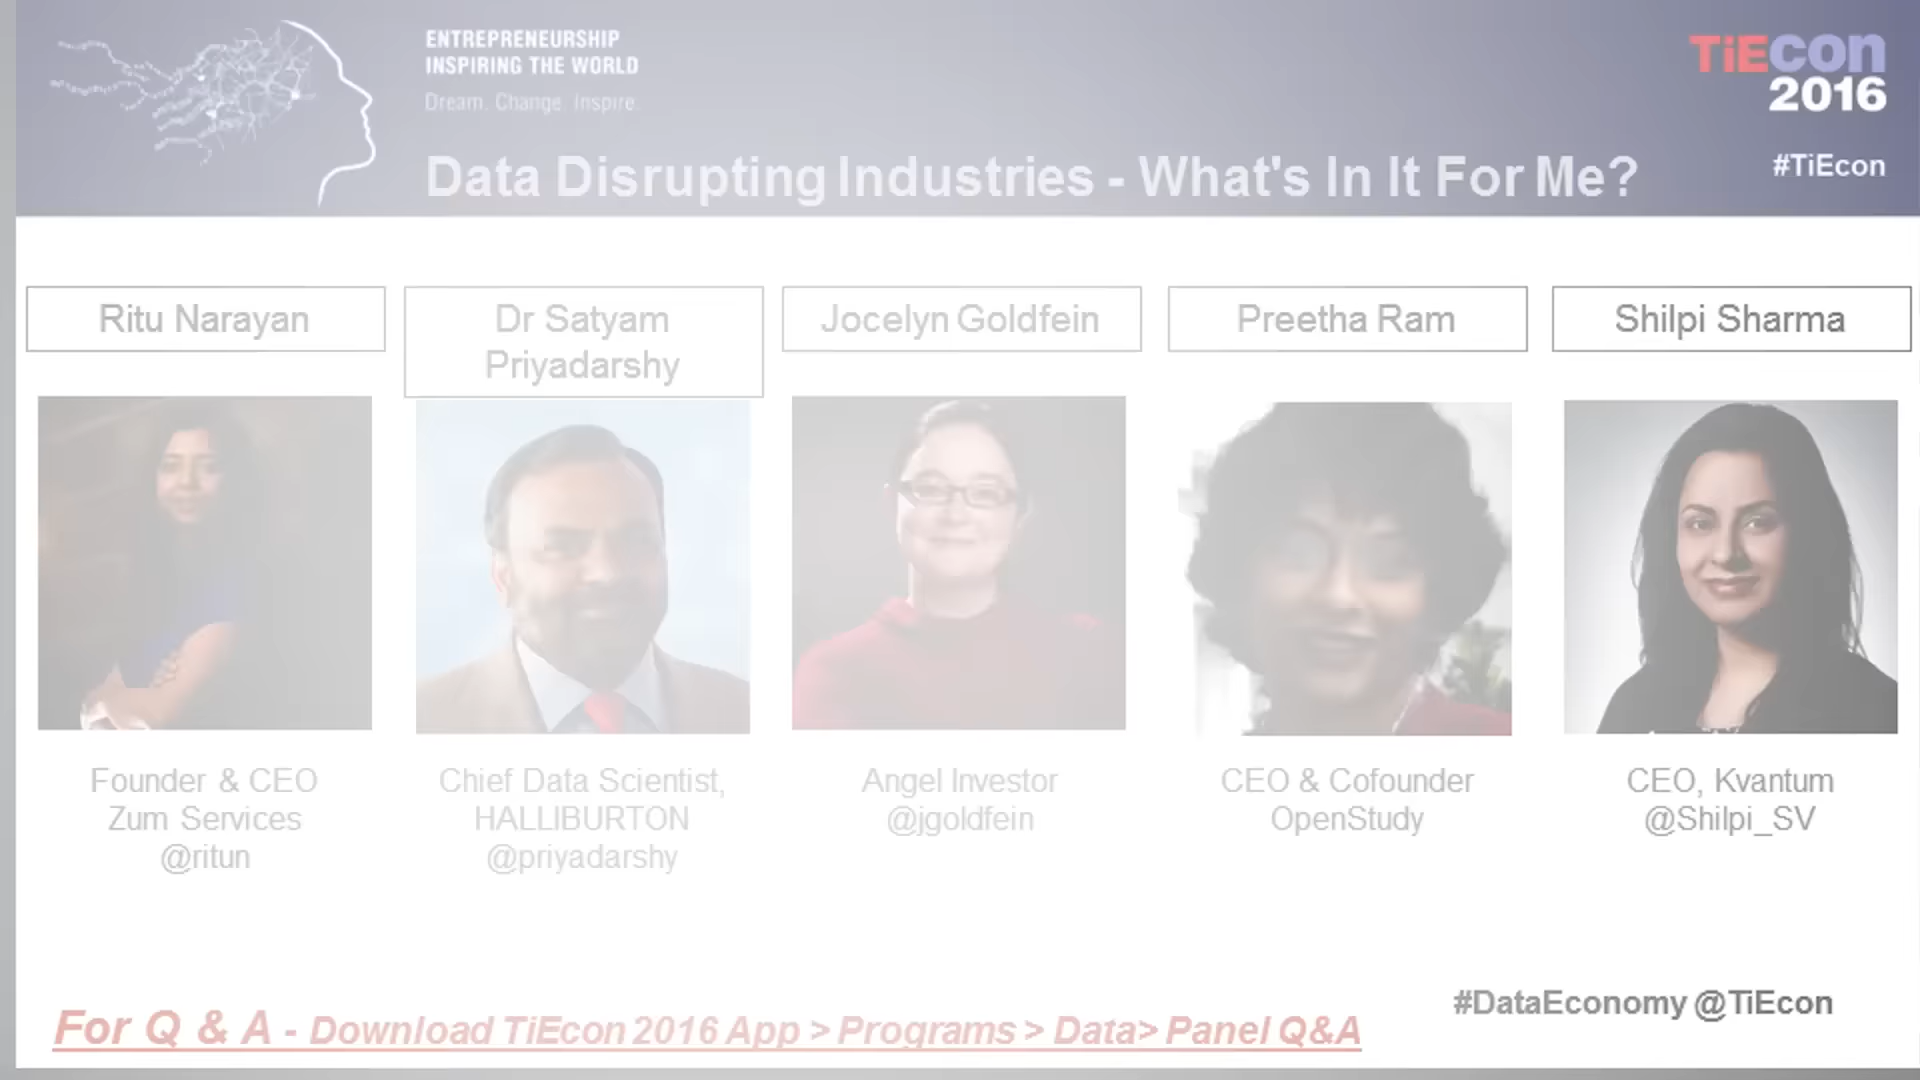 ENTREPRENEURSHIP
INSPIRING THE WORLD
Dream. Change. Inspire.
TiEcon
2016
#TiEcon
Data Disrupting Industries - What's In It For Me?
Ritu Narayan
Dr Satyam
Priyadarshy
Jocelyn Goldfein
Preetha Ram
Shilpi Sharma
Founder & CEO
Zum Services
@ritun
Chief Data Scientist,
HALLIBURTON
@priyadarshy
Angel Investor
@jgoldfein
CEO & Cofounder
OpenStudy
CEO, Kvantum
@Shilpi_SV
#DataEconomy @TiEcon
For Q & A - Download TiEcon 2016 App > Programs > Data> Panel Q&A